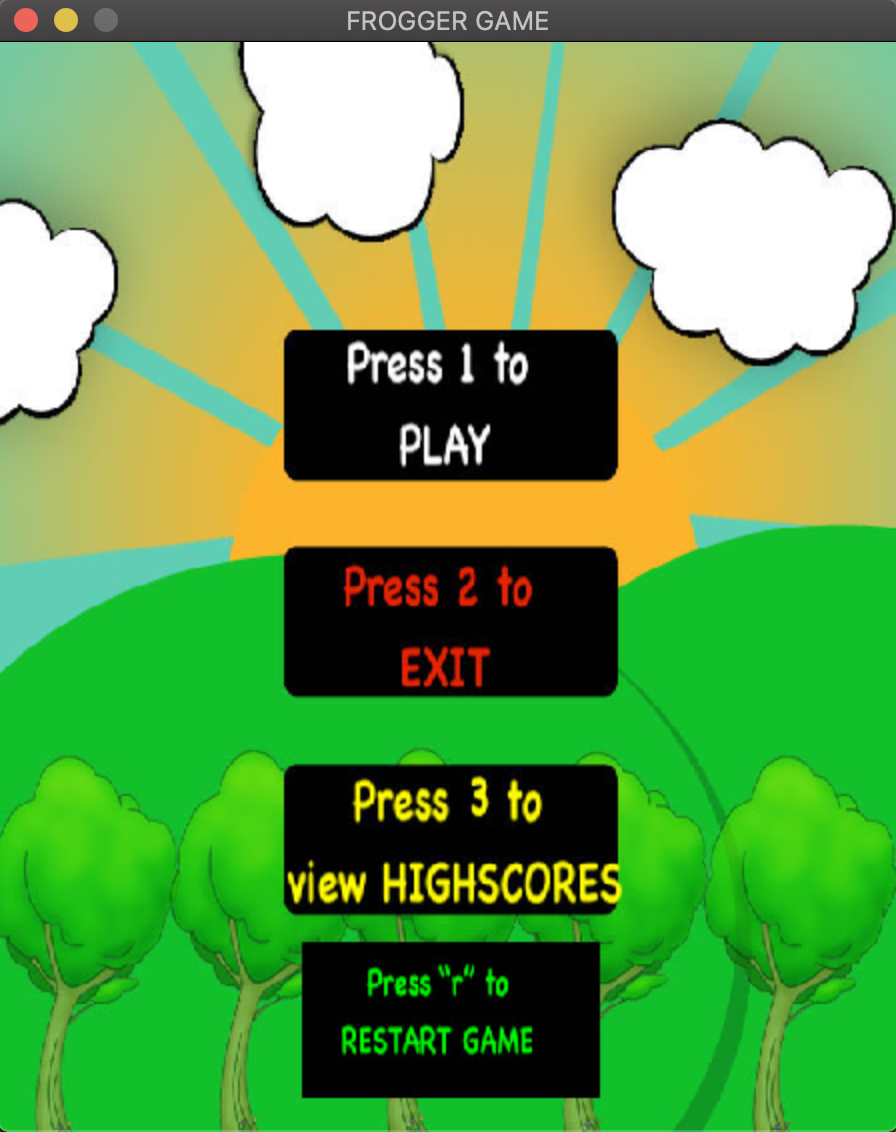 FROGGER GAME
Press 1 to
PLAY
Press 2 to
EXIT
Press 3 to
view HIGHSCORES
Press “r” to
RESTART GAME